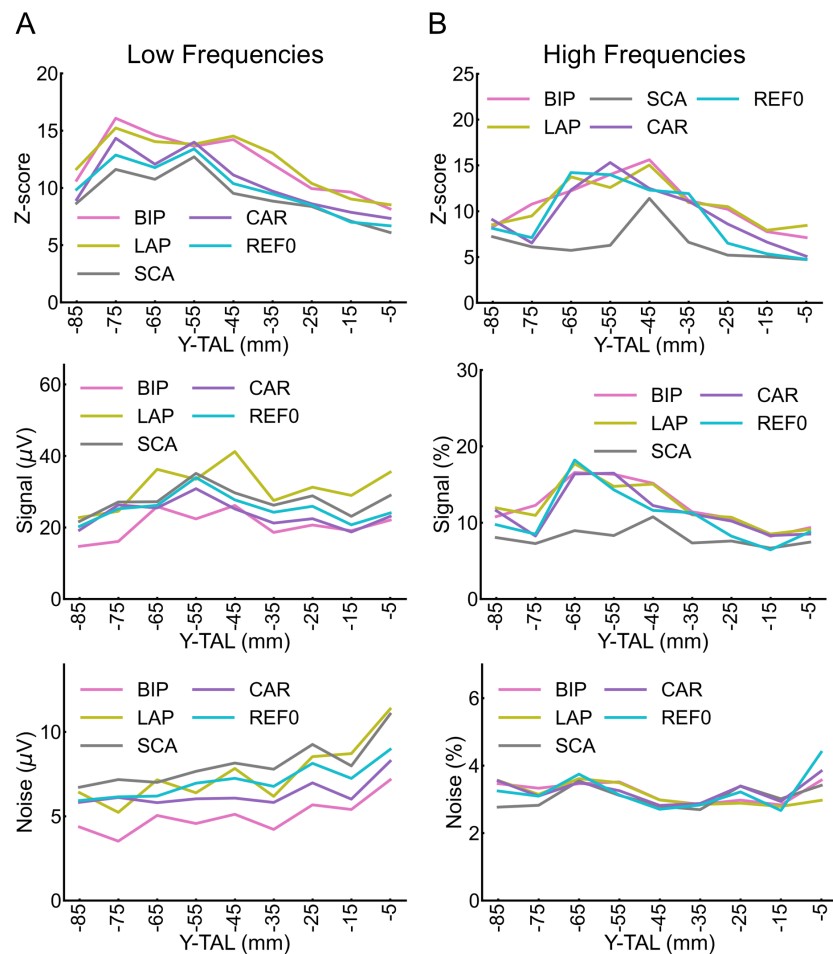 A
B
Low Frequencies
High Frequencies
20
15
10
5
0
Z-score
BIP
LAP
SCA
CAR
REF0
-85
-75
-65
-55
-45
-35
-25
-15
-5
Y-TAL (mm)
25
20
15
10
5
0
Z-score
BIP
LAP
SCA
CAR
REF0
-85
-75
-65
-55
-45
-35
-25
-15
-5
Y-TAL (mm)
60
40
20
0
Signal (µV)
BIP
LAP
SCA
CAR
REF0
-85
-75
-65
-55
-45
-35
-25
-15
-5
Y-TAL (mm)
30
20
10
0
Signal (%)
BIP
LAP
SCA
CAR
REF0
-85
-75
-65
-55
-45
-35
-25
-15
-5
Y-TAL (mm)
10
5
0
Noise (µV)
BIP
LAP
SCA
CAR
REF0
-85
-75
-65
-55
-45
-35
-25
-15
-5
Y-TAL (mm)
6
4
2
0
Noise (%)
BIP
LAP
SCA
CAR
REF0
-85
-75
-65
-55
-45
-35
-25
-15
-5
Y-TAL (mm)